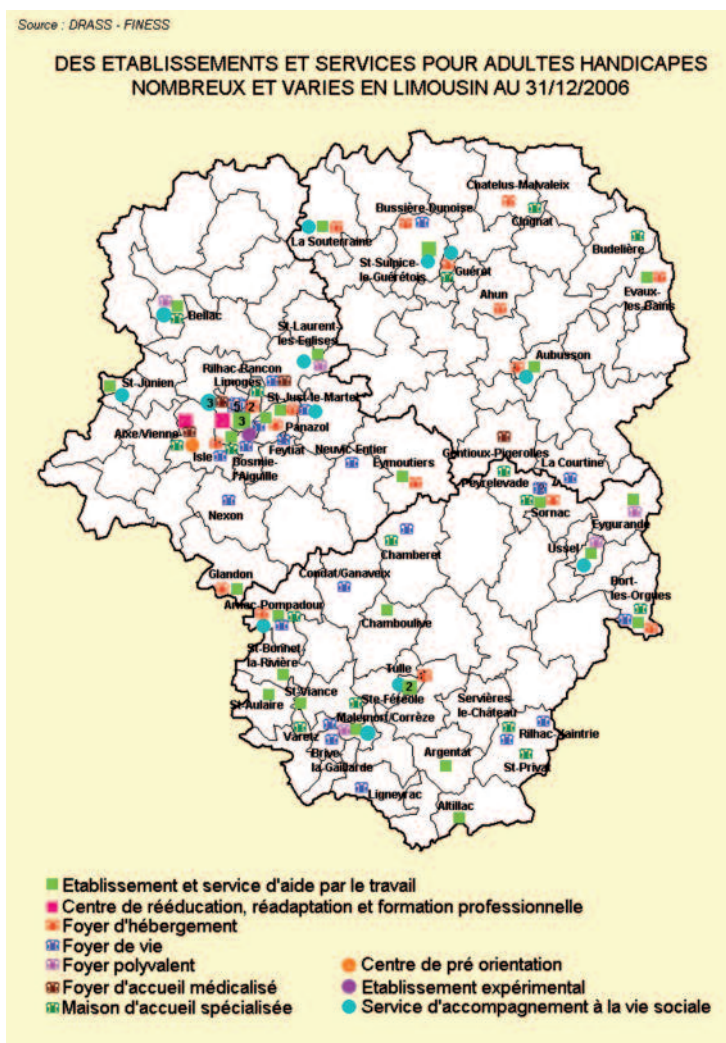 Source : DRASS - FINESS
DES ETABLISSEMENTS ET SERVICES POUR ADULTES HANDICAPES
NOMBREUX ET VARIES EN LIMOUSIN AU 31/12/2006
Chatelus-Malvaleix
Bussière-Dunoise
Clugnat
La Souterraine
Budelière
St-Sulpice-
le-Guérétois
Guéret
Evaux-
les-Bains
Ahun
Bellac
St-Laurent-
les-Eglises
Aubusson
Rilhac-Rancon
Limoges
St-Junien
St-Just-le-Martel
3
5
2
3
Panazol
Aixe/Vienne
Isle
Feytiat
Bosmie-
l'Aiguille
Neuvic-Entier
Gentioux-Pigerolles
La Courtine
Eymoutiers
Peyrelevade
Nexon
Sornac
Eygurande
Chamberet
Ussel
Glandon
Condat/Ganaveix
Bort-
les-Orgues
Arnac-Pompadour
Chamboulive
St-Bonnet-
la-Rivière
Tulle
2
St-Viance
St-Aulaire
Ste-Féréole
Servières-
le-Château
Malemort/Corrèze
Varetz
Rilhac-Xaintrie
Brive-
la-Gaillarde
Argentat
St-Privat
Ligneyrac
Altillac
Etablissement et service d'aide par le travail
Centre de rééducation, réadaptation et formation professionnelle
Foyer d'hébergement
Foyer de vie
Foyer polyvalent
Centre de pré orientation
Foyer d'accueil médicalisé
Etablissement expérimental
Maison d'accueil spécialisée
Service d'accompagnement à la vie sociale